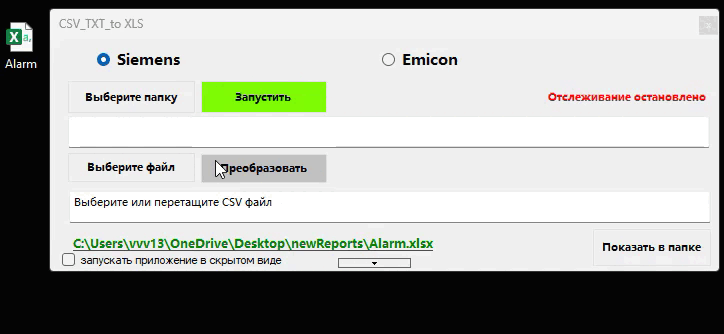 CSV_TXT_to XLS
Alarm
Siemens
Emicon
Выберите папку
Запустить
Отслеживание остановлено
Выберите файл
Преобразовать
Выберите или перетащите CSV файл
C:\Users\vvv13\OneDrive\Desktop\newReports\Alarm.xlsx
Показать в папке
запускать приложение в скрытом виде